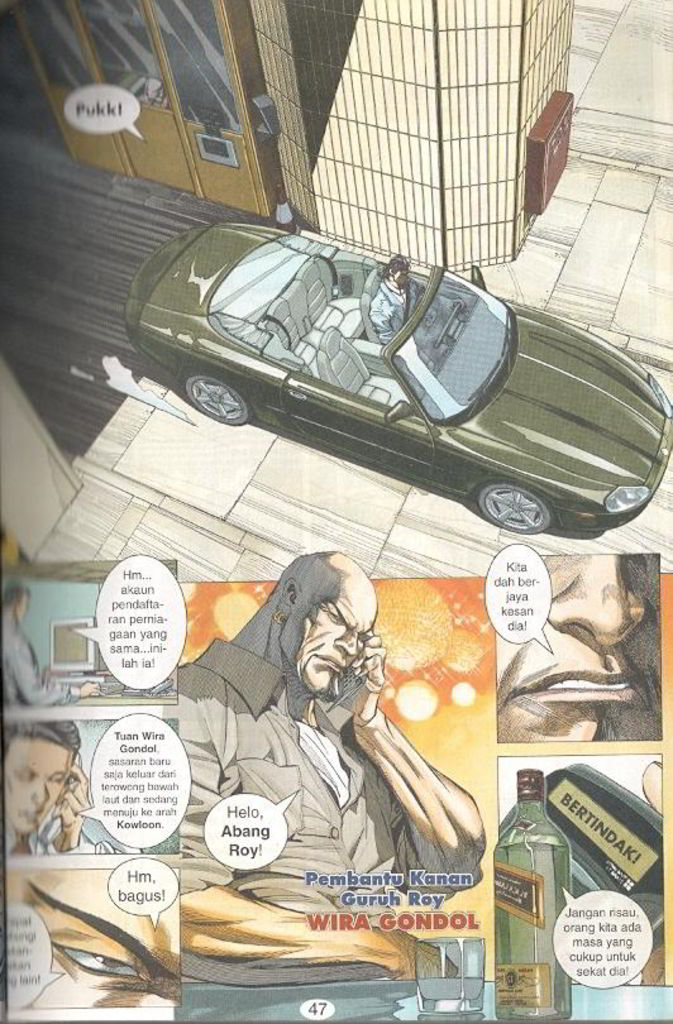 Pukk!
Hm...
akaun
pendafta-
ran pernia-
gaan yang
sama...ini-
lah ia!
Tuan Wira
Gondol,
sasaran baru
saja keluar dari
terowong bawah
laut dan sedang
menuju ke arah
Kowloon.
Hm,
bagus!
lain!
Helo,
Abang
Roy!
Pembantu Kanan
Guruh Roy
WIRA GONDOL
Kita
dah ber-
jaya
kesan
dia!
BERTINDAK!
Jangan risau,
orang kita ada
masa yang
cukup untuk
sekat dia!
47